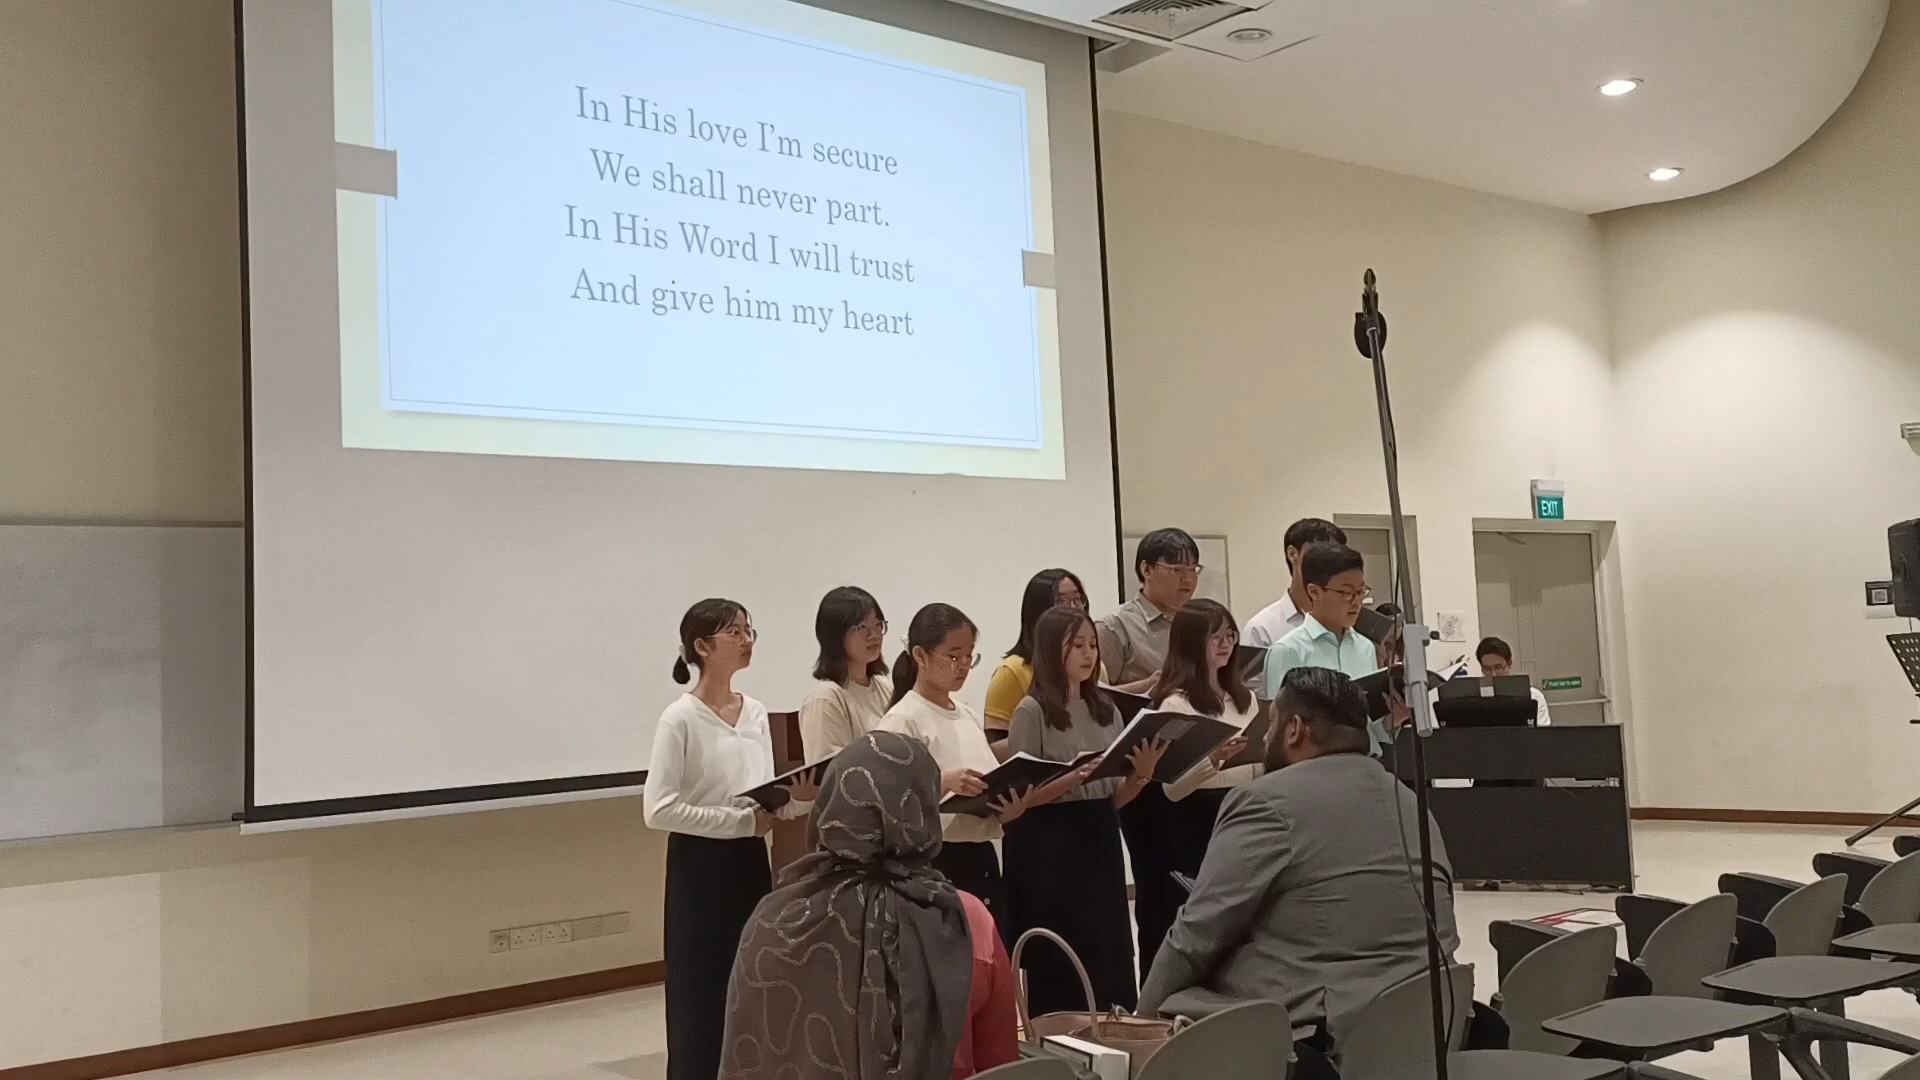 In His love I'm secure
We shall never part.
In His Word I will trust
And give him my heart
EXIT